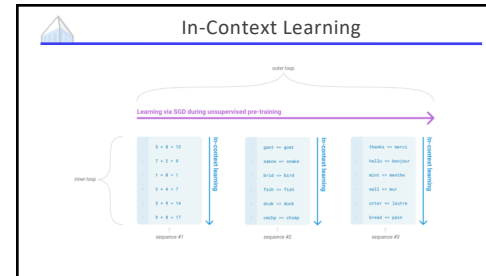 In-Context Learning
outer loop
Learning via SGD during unsupervised pre-training
inner loop
5 + 8 = 13
7 + 2 = 9
1 + 0 = 1
3 + 4 = 7
5 + 9 = 14
9 + 8 = 17
In-context learning
sequence #1
gaot => goat
sakne => snake
brid => bird
fsih => fish
=> duck
cmihp => chimp
In-context learning
sequence #2
thanks => merci
hello => bonjour
mint => menthe
wall => mur
otter => loutre
bread => pain
In-context learning
sequence #3